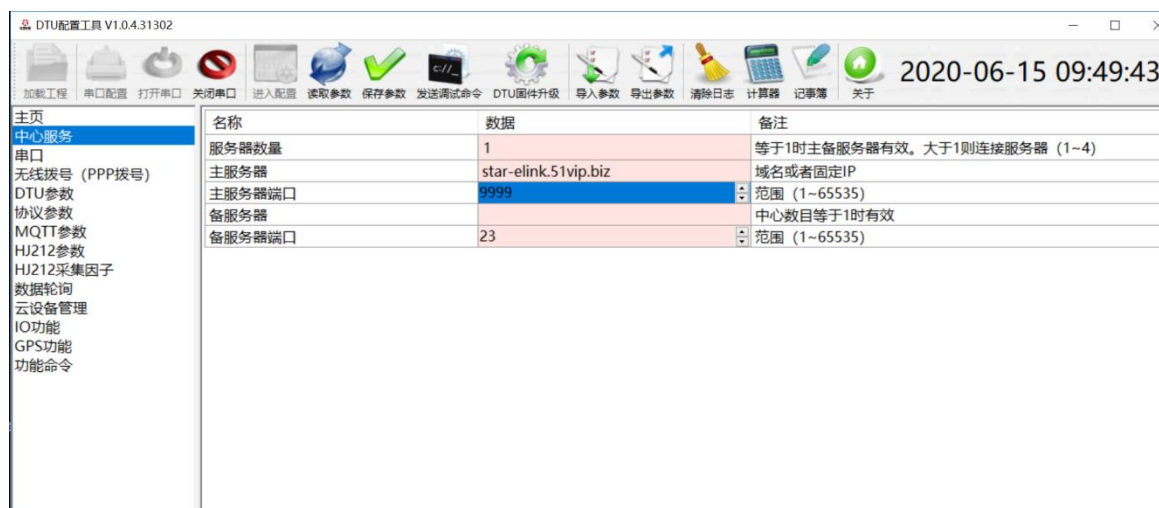 DTU配置工具 V1.0.4.31302
加载工程 串口配置 打开串口 关闭串口 进入配置 读取参数 保存参数 发送调试命令 DTU固件升级 导入参数 导出参数 清除日志 计算器 记事簿 关于 2020-06-15 09:49:43
c://_
主页
中心服务
串口
无线拨号（PPP拨号）
DTU参数
协议参数
MQTT参数
HJ212参数
HJ212采集因子
数据轮询
云设备管理
IO功能
GPS功能
功能命令
名称 数据 备注
服务器数量 1 等于1时主备服务器有效。大于1则连接服务器（1~4）
主服务器 star-elink.51vip.biz 域名或者固定IP
主服务器端口 9999 范围（1~65535）
备服务器 中心数目等于1时有效
备服务器端口 23 范围（1~65535）